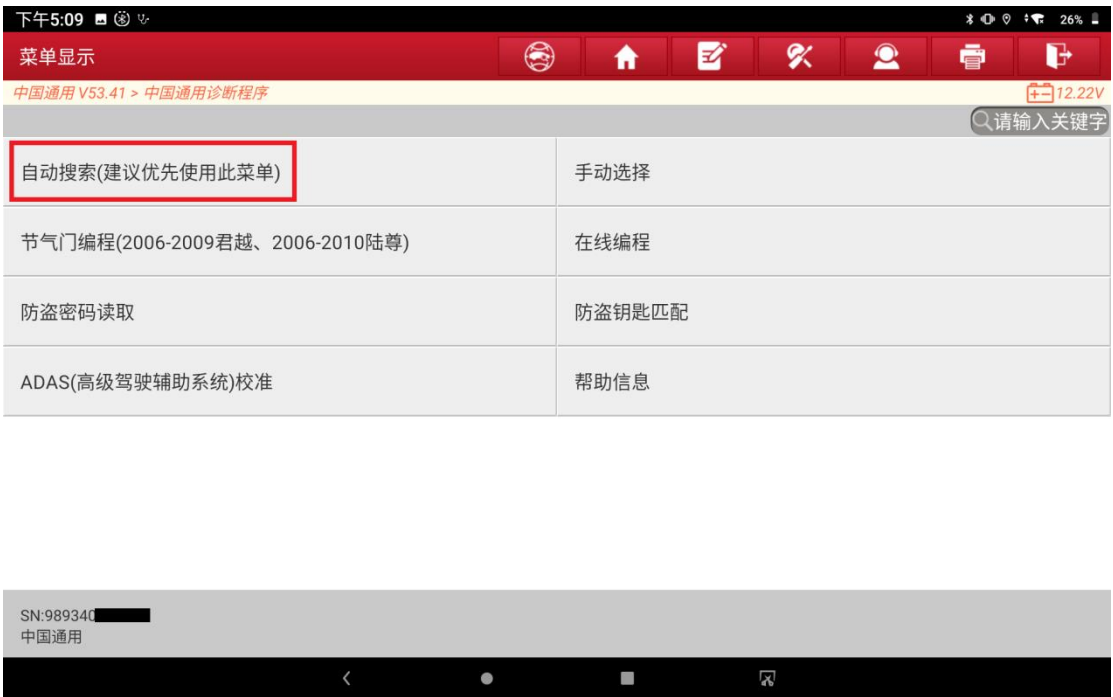 下午5:09
26%
菜单显示
中国通用 V53.41 > 中国通用诊断程序
12.22V
请输入关键字
自动搜索(建议优先使用此菜单)
手动选择
节气门编程(2006-2009君越、2006-2010陆尊)
在线编程
防盗密码读取
防盗钥匙匹配
ADAS(高级驾驶辅助系统)校准
帮助信息
SN:989340
中国通用